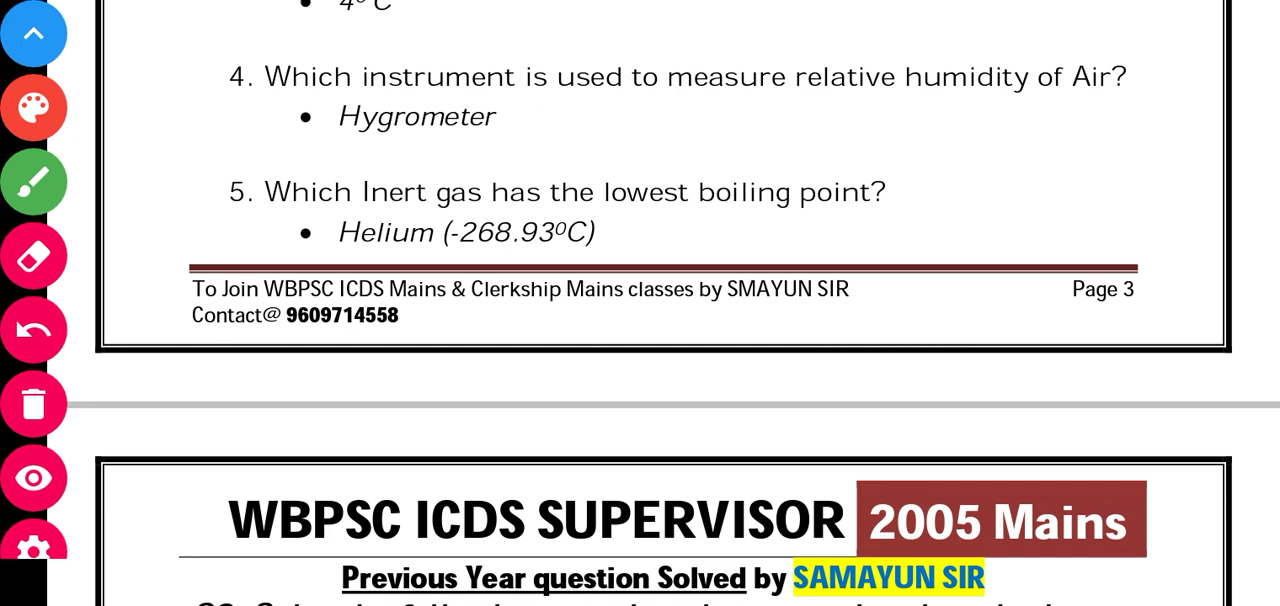 • 4⁰ C
4. Which instrument is used to measure relative humidity of Air?
• Hygrometer
5. Which Inert gas has the lowest boiling point?
• Helium (-268.93⁰C)
To Join WBPSC ICDS Mains & Clerkship Mains classes by SMAYUN SIR Page 3
Contact@ 9609714558
WBPSC ICDS SUPERVISOR 2005 Mains
Previous Year question Solved by SAMAYUN SIR